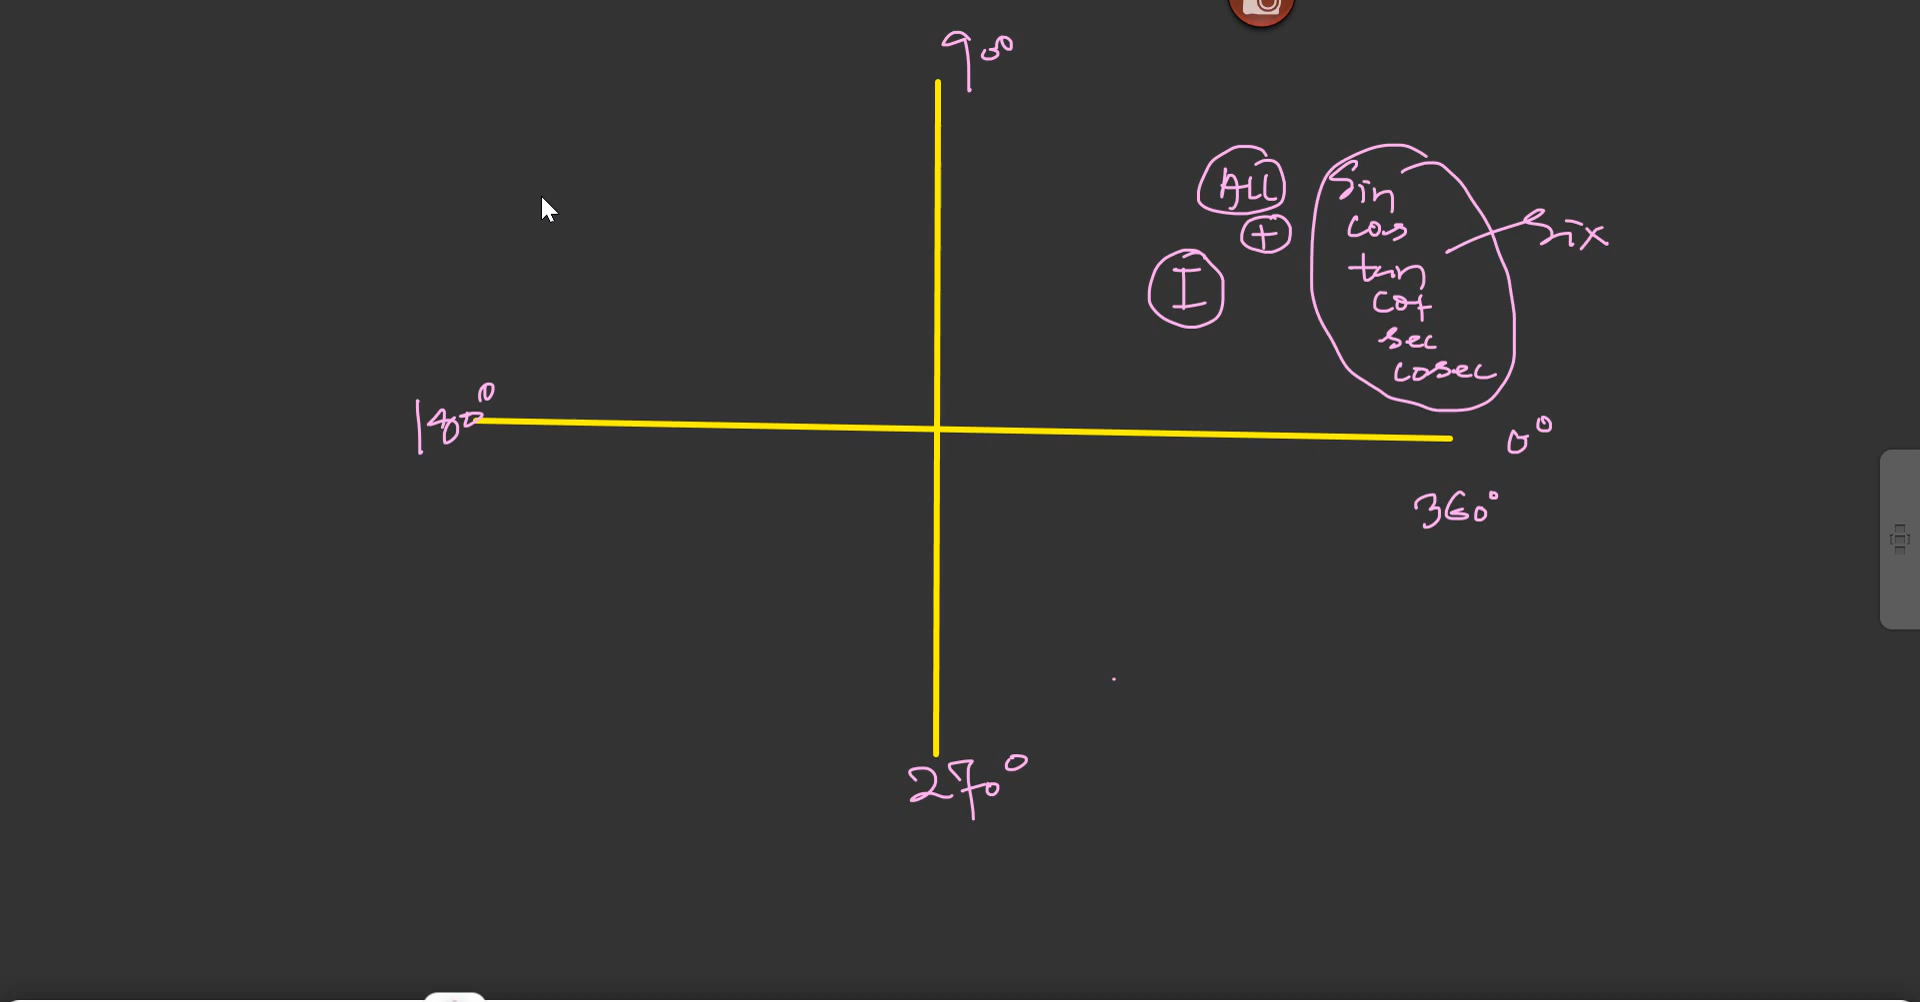 90°
ALL
+
I
sin
cos
tan
cot
sec
cosec
six
180°
0°
360°
270°